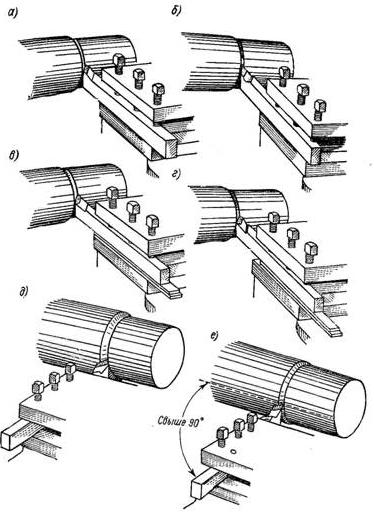 а)
б)
в)
г)
д)
е)
Свыше 90°